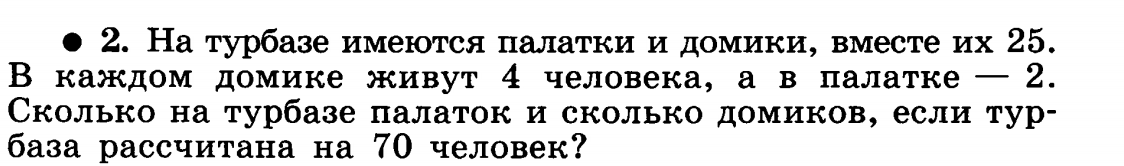 • 2. На турбазе имеются палатки и домики, вместе их 25.
В каждом домике живут 4 человека, а в палатке — 2.
Сколько на турбазе палаток и сколько домиков, если тур-
база рассчитана на 70 человек?